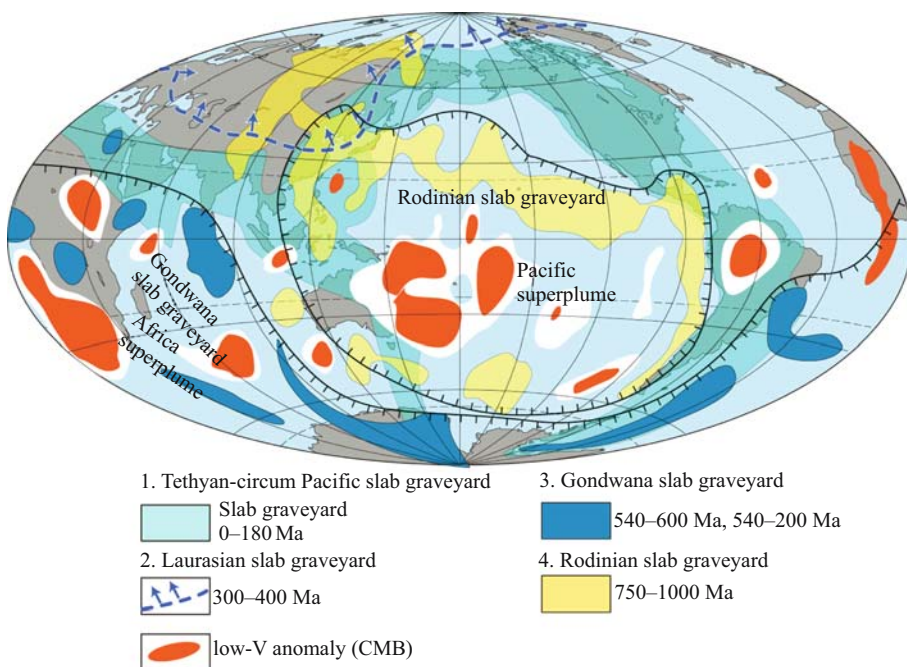 Rodinian slab graveyard
Pacific
superplume
Gondwana
slab graveyard
Africa
superplume
1. Tethyan-circum Pacific slab graveyard
Slab graveyard
0–180 Ma
2. Laurasian slab graveyard
300–400 Ma
low-V anomaly (CMB)
3. Gondwana slab graveyard
540–600 Ma, 540–200 Ma
4. Rodinian slab graveyard
750–1000 Ma